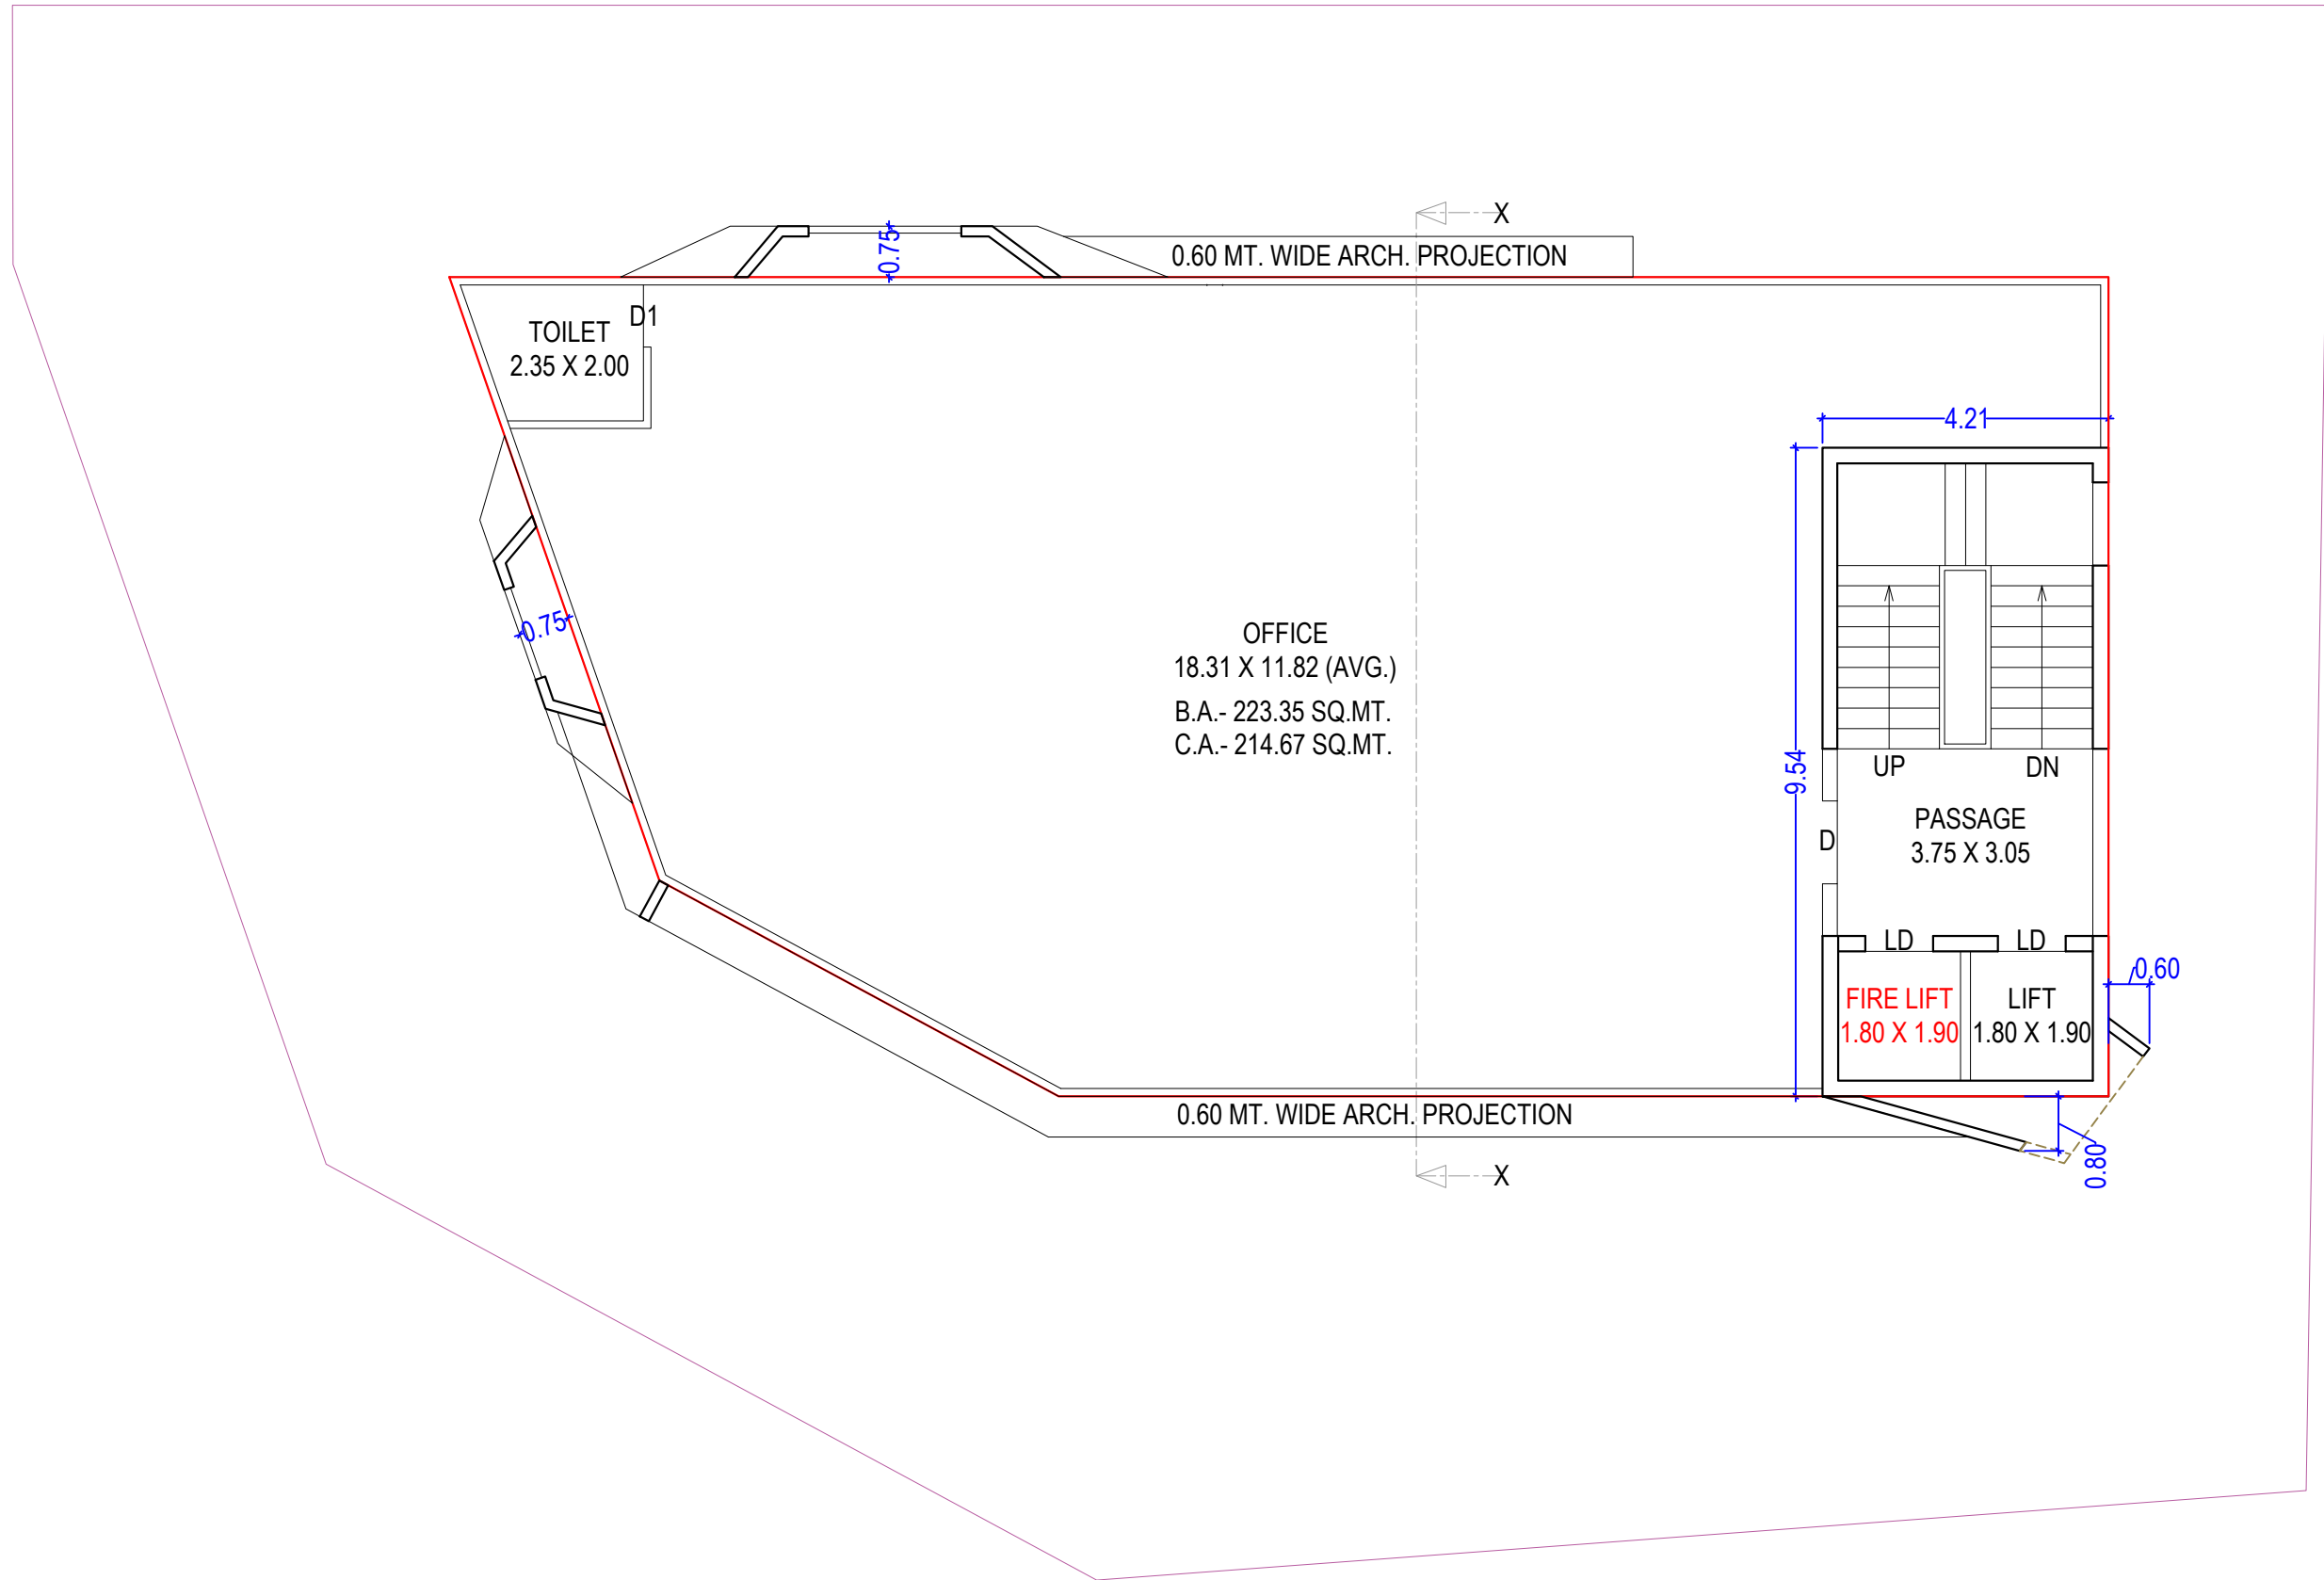 X
0.75
0.60 MT. WIDE ARCH. PROJECTION
D1
TOILET
2.35 X 2.00
4.21
OFFICE
18.31 X 11.82 (AVG.)
B.A.- 223.35 SQ.MT.
C.A.- 214.67 SQ.MT.
0.75
9.54
UP
DN
PASSAGE
3.75 X 3.05
D
LD
LD
0.60
FIRE LIFT
1.80 X 1.90
LIFT
1.80 X 1.90
0.60 MT. WIDE ARCH. PROJECTION
0.80
X